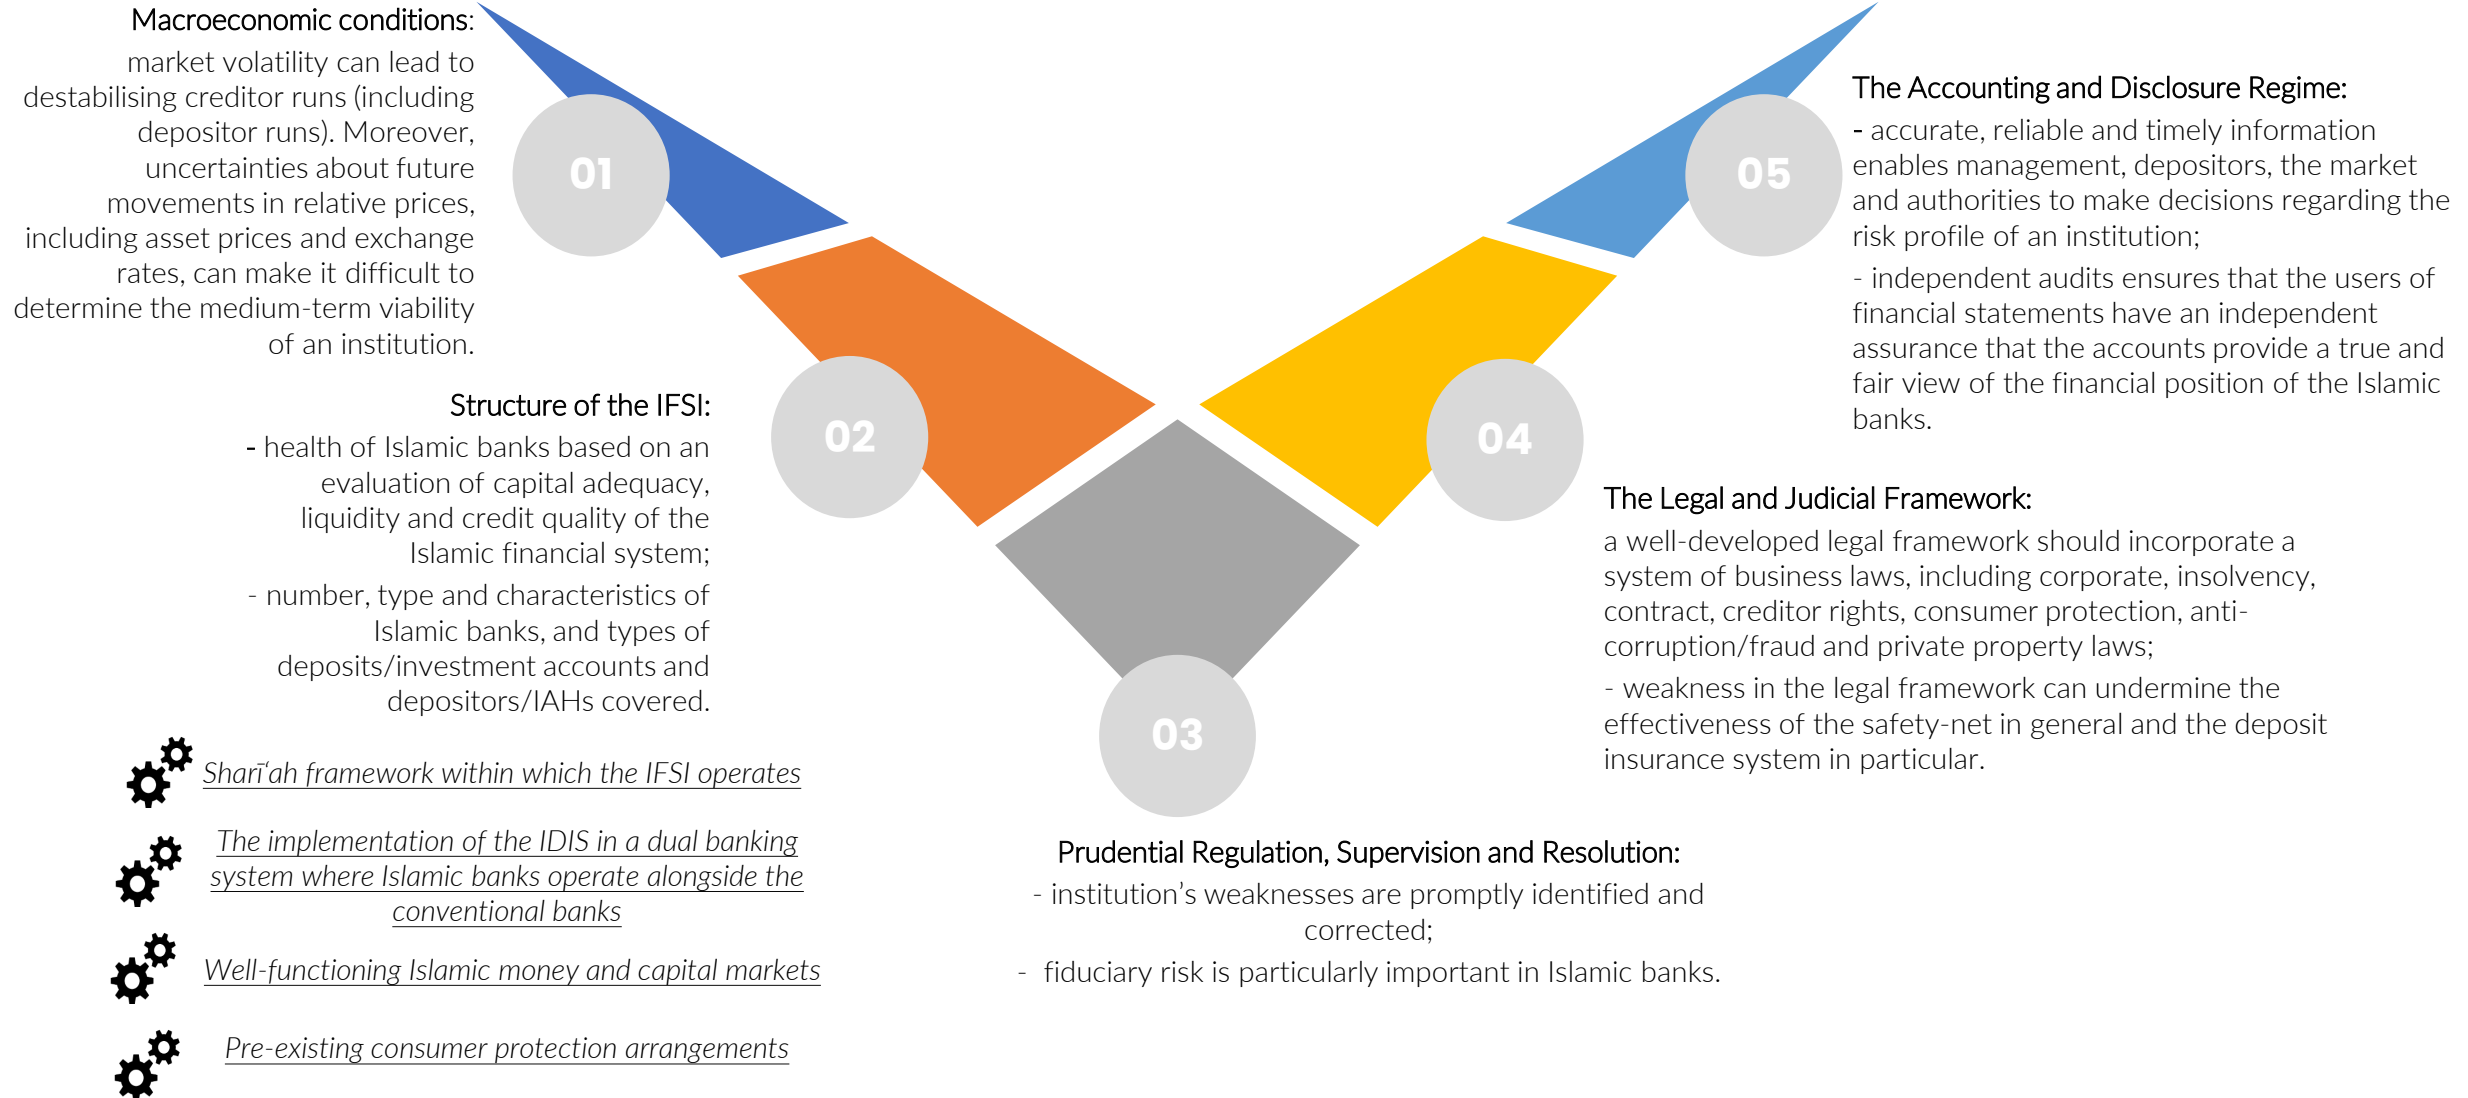 Macroeconomic conditions:
market volatility can lead to
destabilising creditor runs (including
depositor runs). Moreover,
uncertainties about future
movements in relative prices,
including asset prices and exchange
rates, can make it difficult to
determine the medium-term viability
of an institution.
01
Structure of the IFSI:
- health of Islamic banks based on an
evaluation of capital adequacy,
liquidity and credit quality of the
Islamic financial system;
- number, type and characteristics of
Islamic banks, and types of
deposits/investment accounts and
depositors/IAHs covered.
02
Sharī‘ah framework within which the IFSI operates
The implementation of the IDIS in a dual banking
system where Islamic banks operate alongside the
conventional banks
Well-functioning Islamic money and capital markets
Pre-existing consumer protection arrangements
03
Prudential Regulation, Supervision and Resolution:
- institution’s weaknesses are promptly identified and
corrected;
- fiduciary risk is particularly important in Islamic banks.
04
The Legal and Judicial Framework:
a well-developed legal framework should incorporate a
system of business laws, including corporate, insolvency,
contract, creditor rights, consumer protection, anti-
corruption/fraud and private property laws;
- weakness in the legal framework can undermine the
effectiveness of the safety-net in general and the deposit
insurance system in particular.
05
The Accounting and Disclosure Regime:
- accurate, reliable and timely information
enables management, depositors, the market
and authorities to make decisions regarding the
risk profile of an institution;
- independent audits ensures that the users of
financial statements have an independent
assurance that the accounts provide a true and
fair view of the financial position of the Islamic
banks.